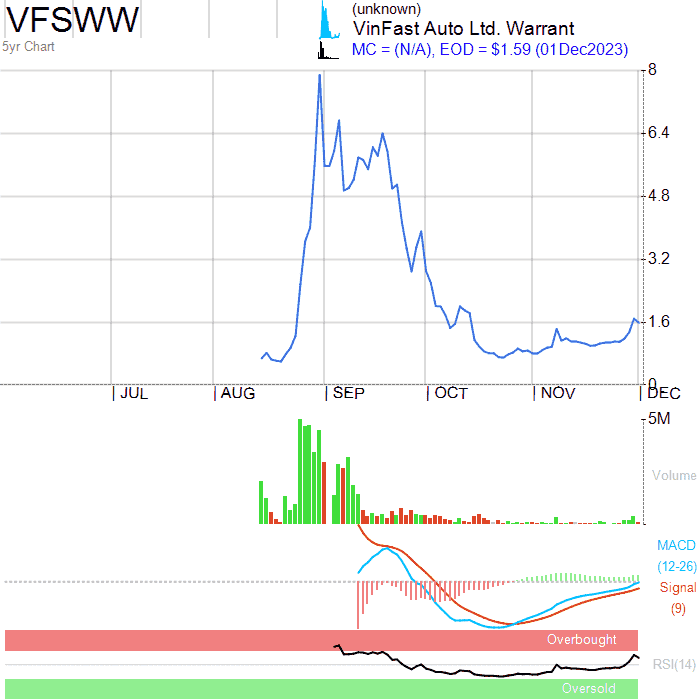 VFSWW
(unknown)
VinFast Auto Ltd. Warrant
5yr Chart
MC = (N/A), EOD = $1.59 (01Dec2023)
8
6.4
4.8
3.2
1.6
0
JUL AUG SEP OCT NOV DEC
5M
Volume
MACD
(12-26)
Signal
(9)
Overbought
RSI(14)
Oversold